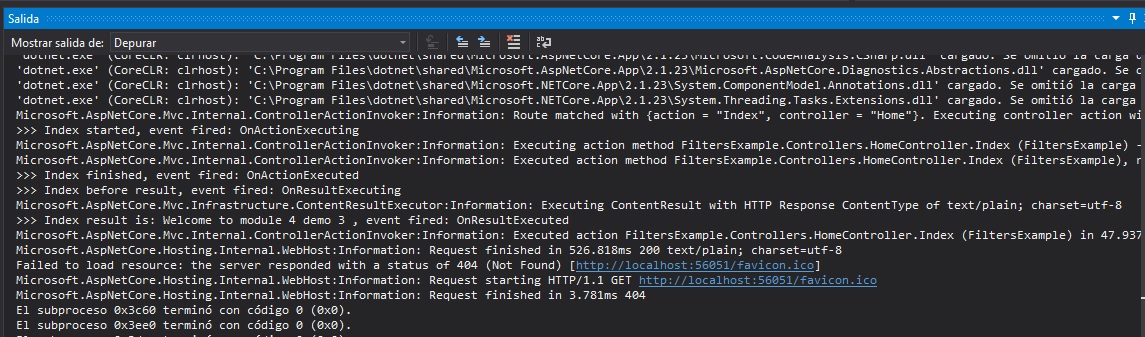 Salida
Mostrar salida de: Depurar
'dotnet.exe' (CoreCLR: clrhost): 'C:\Program Files\dotnet\shared\Microsoft.AspNetCore.App\2.1.23\Microsoft.CodeAnalysis.CSharp.dll' cargado. Se omitió la carga
'dotnet.exe' (CoreCLR: clrhost): 'C:\Program Files\dotnet\shared\Microsoft.AspNetCore.App\2.1.23\Microsoft.AspNetCore.Diagnostics.Abstractions.dll' cargado. Se
'dotnet.exe' (CoreCLR: clrhost): 'C:\Program Files\dotnet\shared\Microsoft.NETCore.App\2.1.23\System.ComponentModel.Annotations.dll' cargado. Se omitió la carga
'dotnet.exe' (CoreCLR: clrhost): 'C:\Program Files\dotnet\shared\Microsoft.NETCore.App\2.1.23\System.Threading.Tasks.Extensions.dll' cargado. Se omitió la carga
Microsoft.AspNetCore.Mvc.Internal.ControllerActionInvoker:Information: Route matched with {action = "Index", controller = "Home"}. Executing controller action wi
>>> Index started, event fired: OnActionExecuting
Microsoft.AspNetCore.Mvc.Internal.ControllerActionInvoker:Information: Executing action method FiltersExample.Controllers.HomeController.Index (FiltersExample) -
Microsoft.AspNetCore.Mvc.Internal.ControllerActionInvoker:Information: Executed action method FiltersExample.Controllers.HomeController.Index (FiltersExample), r
>>> Index finished, event fired: OnActionExecuted
>>> Index before result, event fired: OnResultExecuting
Microsoft.AspNetCore.Mvc.Infrastructure.ContentResultExecutor:Information: Executing ContentResult with HTTP Response ContentType of text/plain; charset=utf-8
>>> Index result is: Welcome to module 4 demo 3 , event fired: OnResultExecuted
Microsoft.AspNetCore.Mvc.Internal.ControllerActionInvoker:Information: Executed action FiltersExample.Controllers.HomeController.Index (FiltersExample) in 47.937
Microsoft.AspNetCore.Hosting.Internal.WebHost:Information: Request finished in 526.818ms 200 text/plain; charset=utf-8
Failed to load resource: the server responded with a status of 404 (Not Found) [http://localhost:56051/favicon.ico]
Microsoft.AspNetCore.Hosting.Internal.WebHost:Information: Request starting HTTP/1.1 GET http://localhost:56051/favicon.ico
Microsoft.AspNetCore.Hosting.Internal.WebHost:Information: Request finished in 3.781ms 404
El subproceso 0x3c60 terminó con código 0 (0x0).
El subproceso 0x3ee0 terminó con código 0 (0x0).